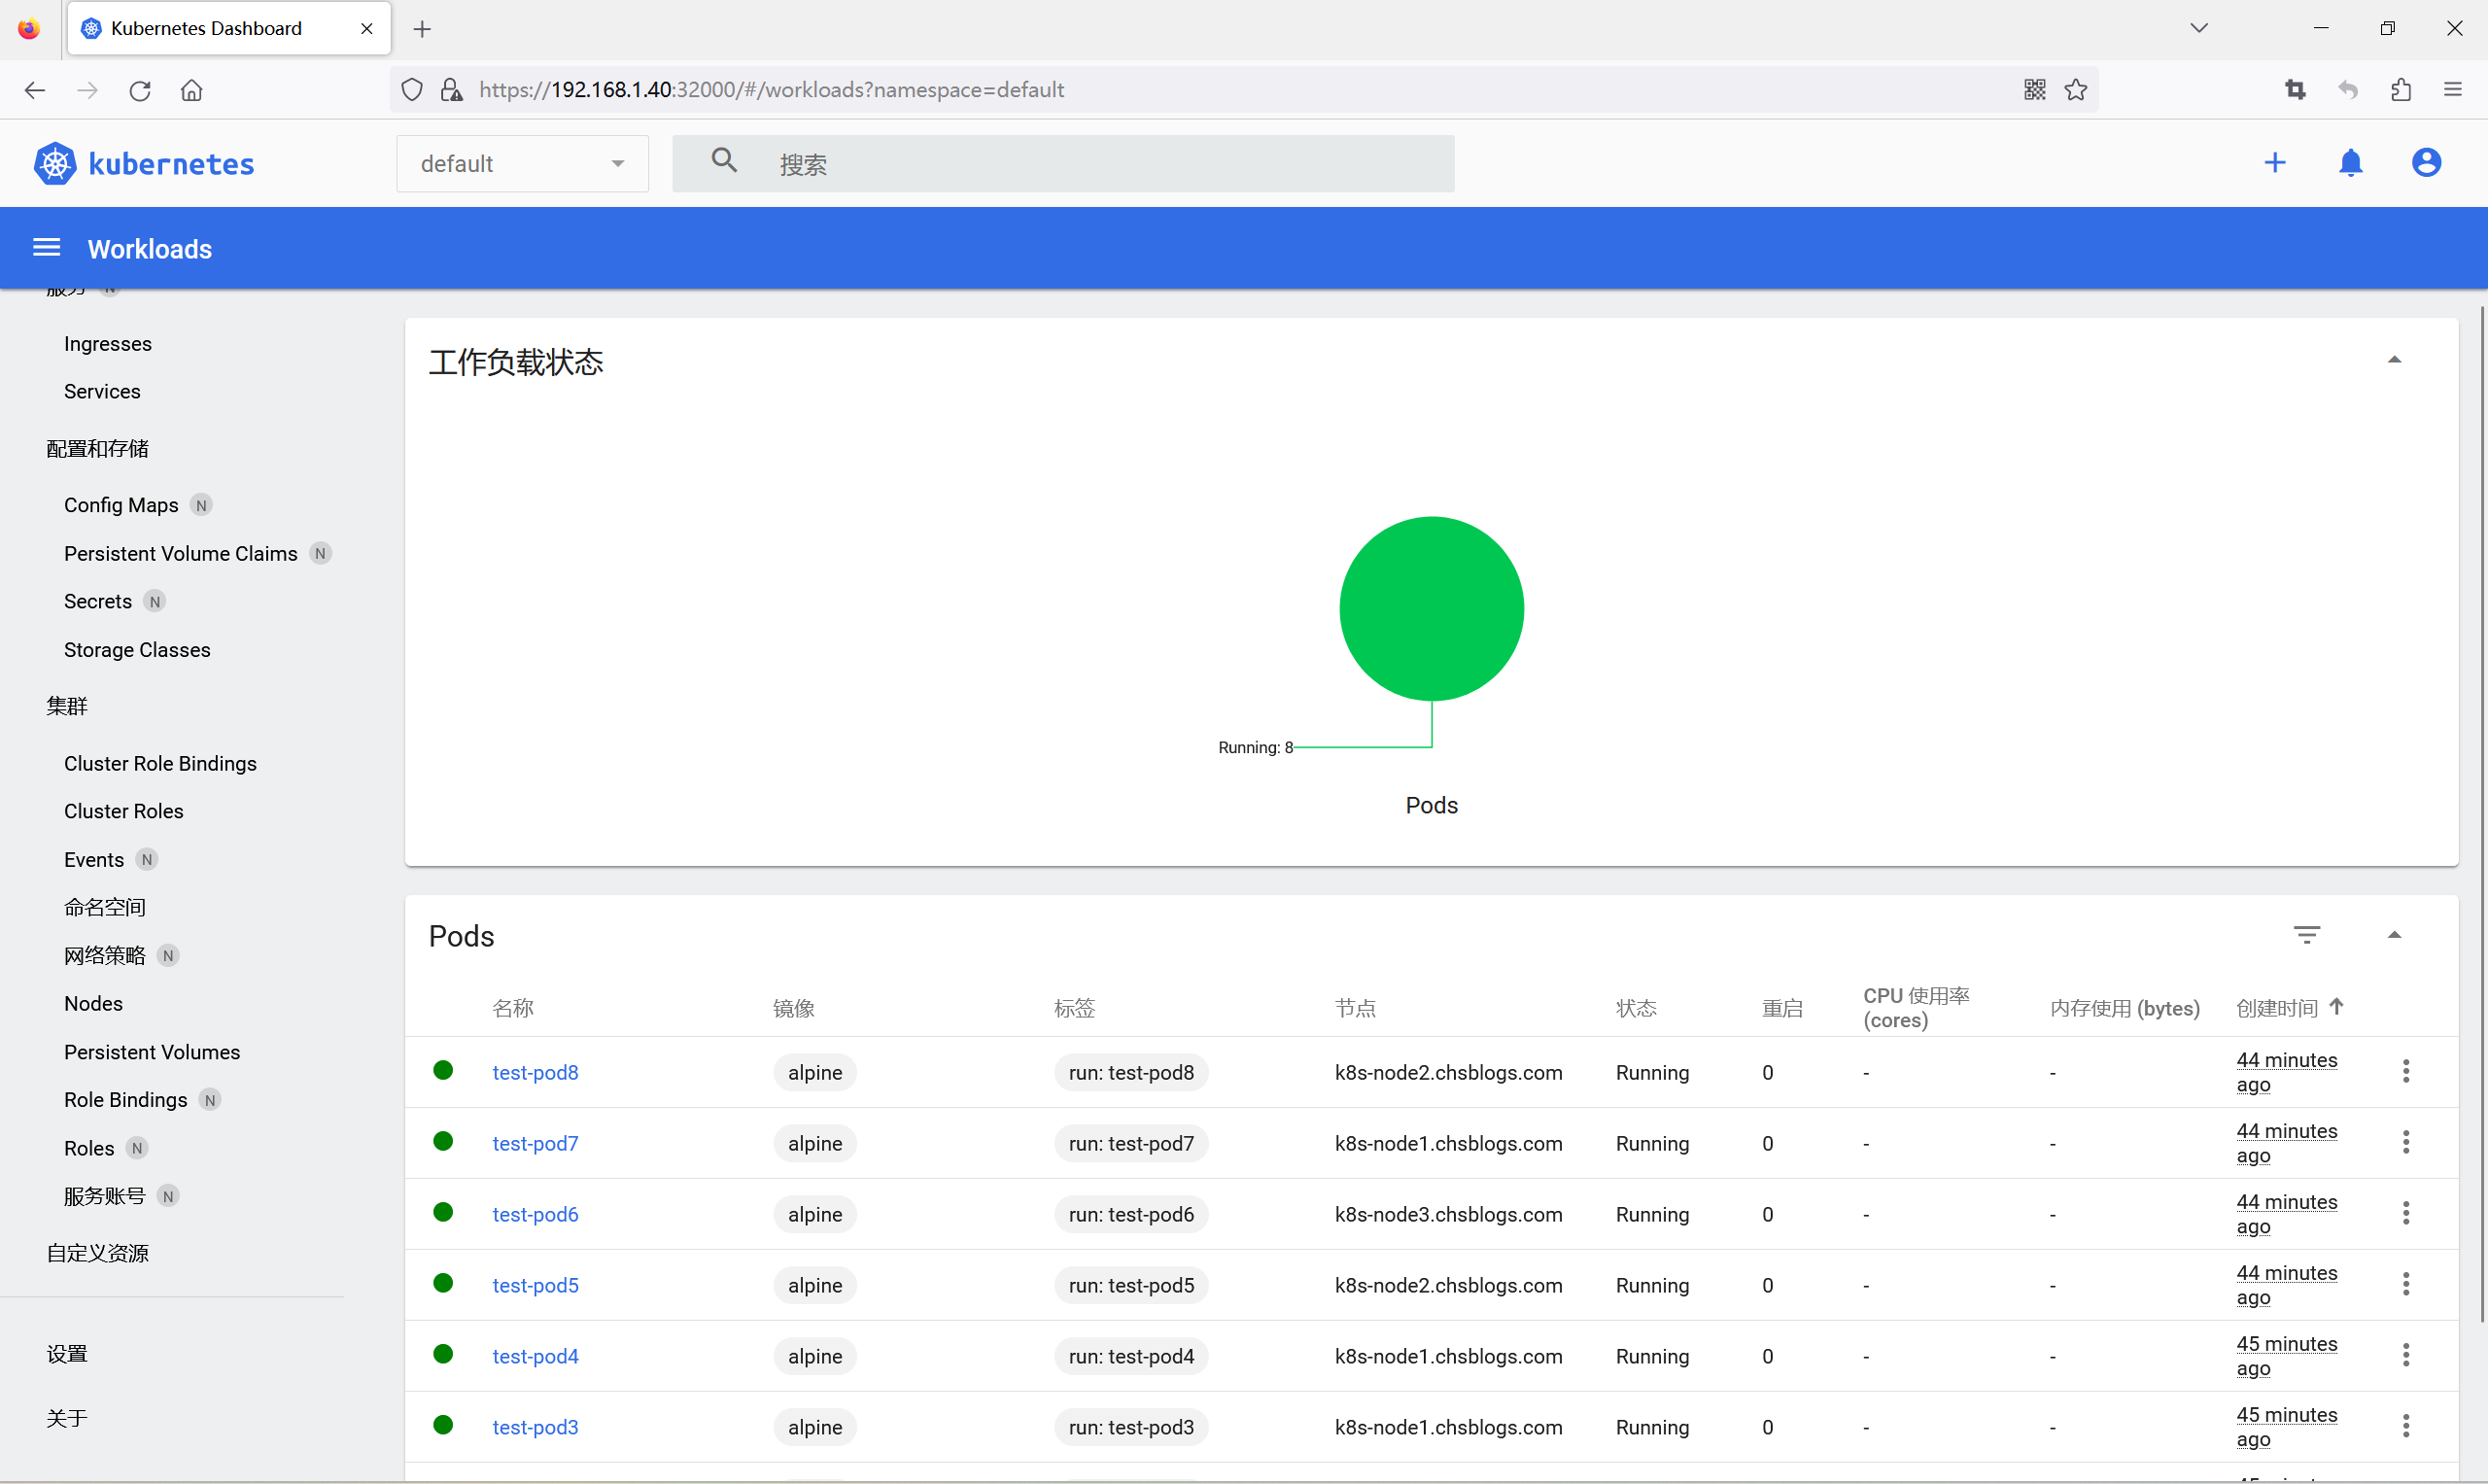 Kubernetes Dashboard
https://192.168.1.40:32000/#/workloads?namespace=default
kubernetes
default
搜索
Workloads
服务 N
Ingresses
Services
配置和存储
Config Maps N
Persistent Volume Claims N
Secrets N
Storage Classes
集群
Cluster Role Bindings
Cluster Roles
Events N
命名空间
网络策略 N
Nodes
Persistent Volumes
Role Bindings N
Roles N
服务账号 N
自定义资源
设置
关于
工作负载状态
Running: 8
Pods
Pods
名称 镜像 标签 节点 状态 重启 CPU 使用率 (cores) 内存使用 (bytes) 创建时间
test-pod8 alpine run: test-pod8 k8s-node2.chsblogs.com Running 0 - - 44 minutes ago
test-pod7 alpine run: test-pod7 k8s-node1.chsblogs.com Running 0 - - 44 minutes ago
test-pod6 alpine run: test-pod6 k8s-node3.chsblogs.com Running 0 - - 44 minutes ago
test-pod5 alpine run: test-pod5 k8s-node2.chsblogs.com Running 0 - - 44 minutes ago
test-pod4 alpine run: test-pod4 k8s-node1.chsblogs.com Running 0 - - 45 minutes ago
test-pod3 alpine run: test-pod3 k8s-node1.chsblogs.com Running 0 - - 45 minutes ago